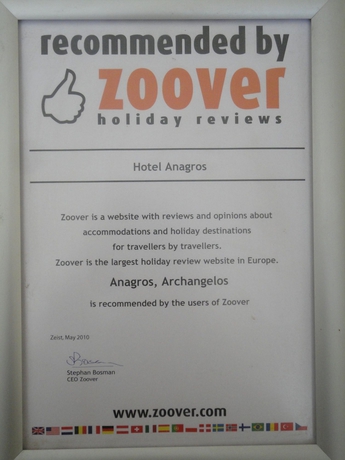 recommended by
zoover
holiday reviews
Hotel Anagros
Zoover is a website with reviews and opinions about
accommodations and holiday destinations
for travellers by travellers.
Zoover is the largest holiday review website in Europe.
Anagros, Archangelos
is recommended by the users of Zoover
Zeist, May 2010
Stephan Bosman
CEO Zoover
www.zoover.com